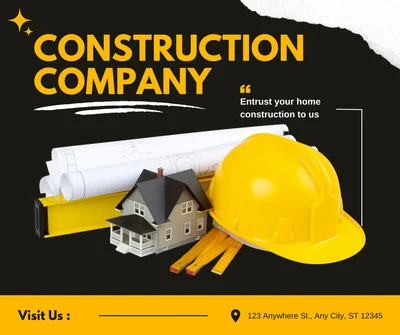 CONSTRUCTION
COMPANY
“
Entrust your home
construction to us
Visit Us :
123 Anywhere St., Any City, ST 12345